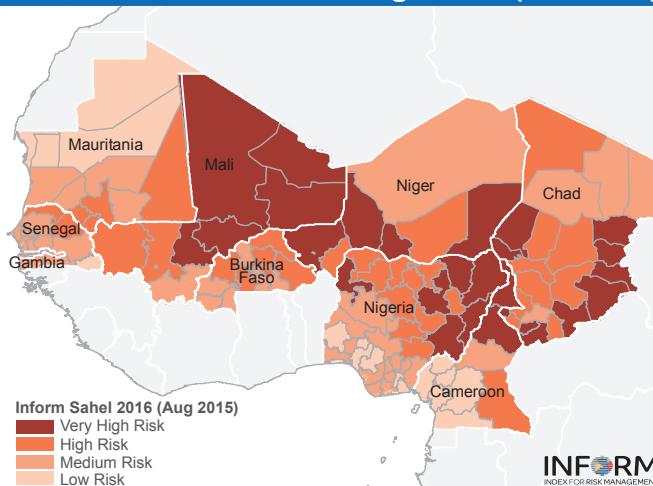 Mauritania
Mali
Niger
Chad
Senegal
Gambia
Burkina
Faso
Nigeria
Cameroon
Inform Sahel 2016 (Aug 2015)
Very High Risk
High Risk
Medium Risk
Low Risk
INFORM
INDEX FOR RISK MANAGEMEN